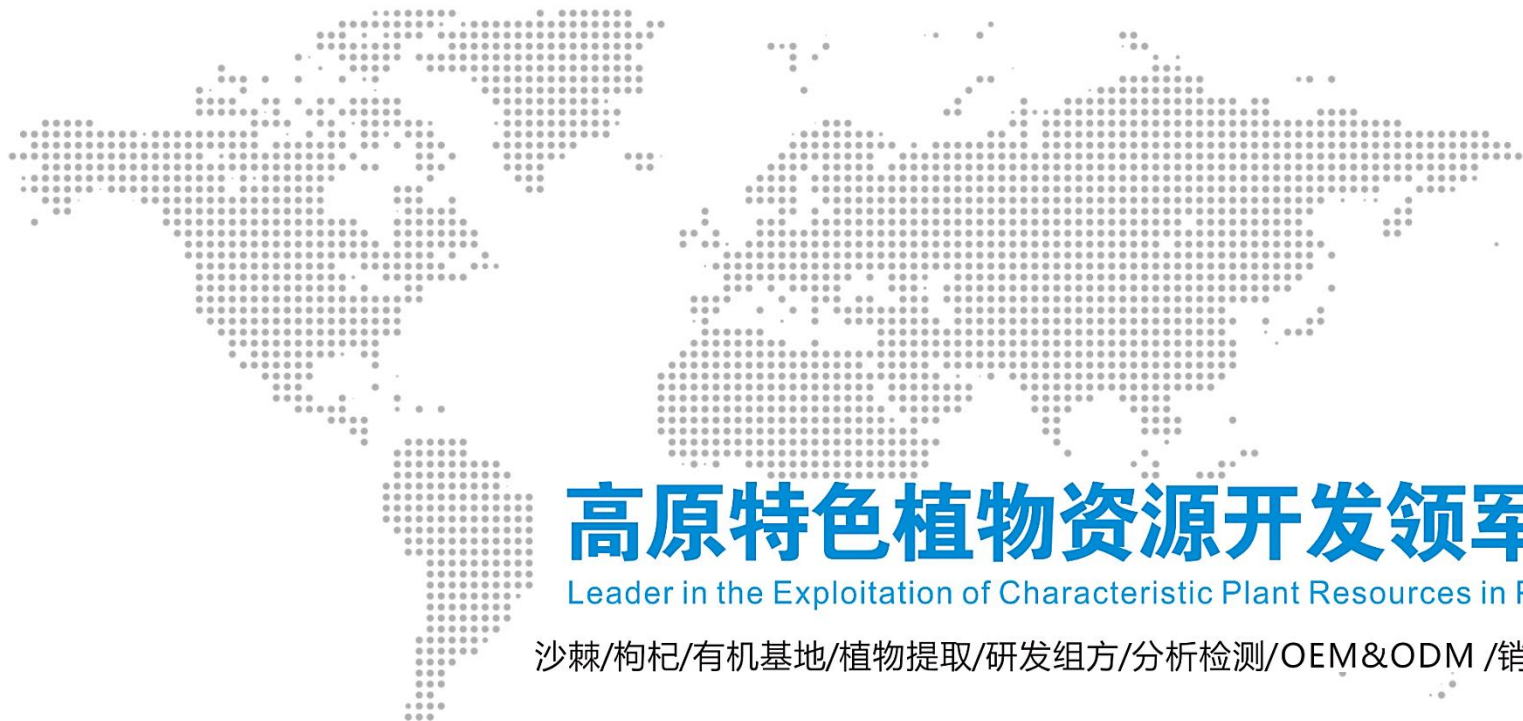 高原特色植物资源开发领军
Leader in the Exploitation of Characteristic Plant Resources in
沙棘/枸杞/有机基地/植物提取/研发组方/分析检测/OEM&ODM /销